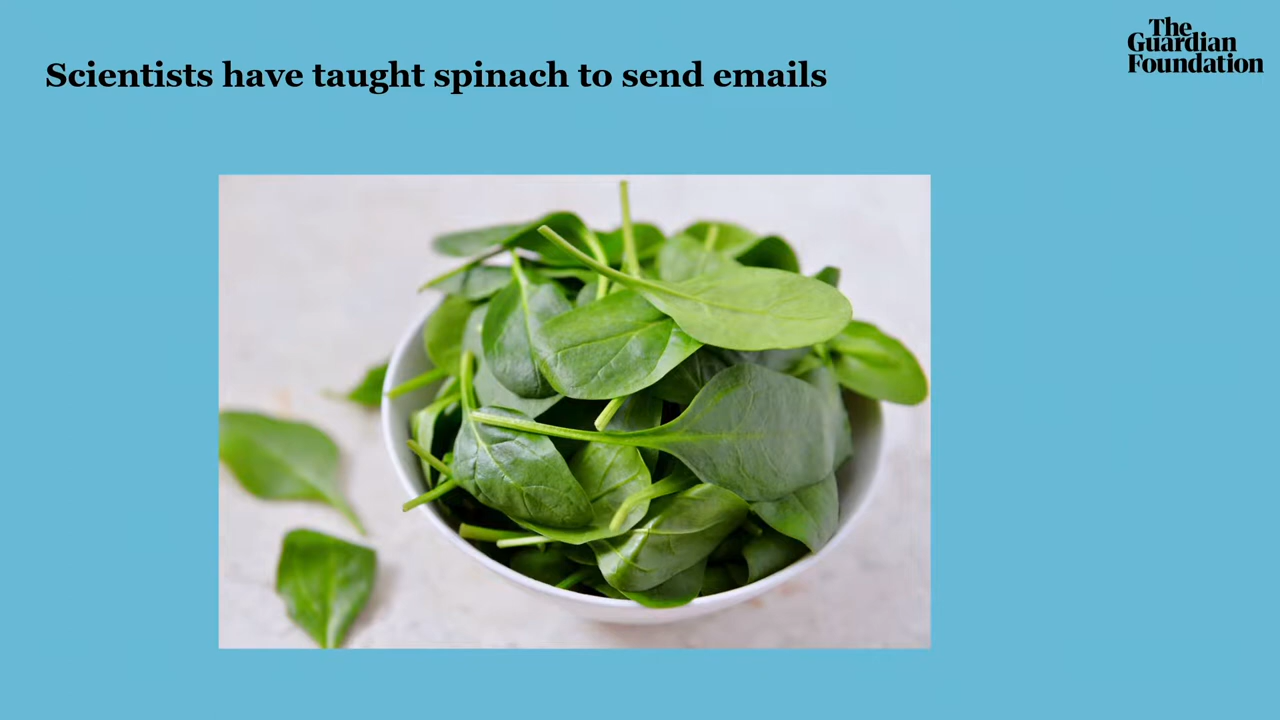 Scientists have taught spinach to send emails
The
Guardian
Foundation